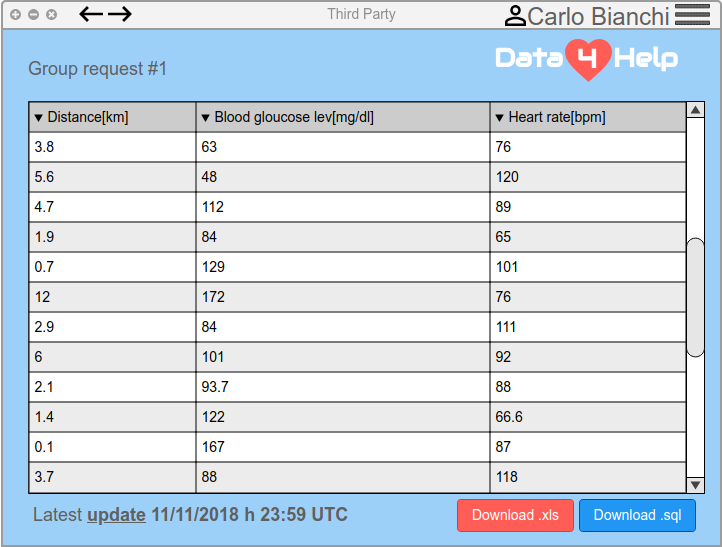 Third Party
Carlo Bianchi
Group request #1
Data 4 Help
▼ Distance[km] ▼ Blood gloucose lev[mg/dl] ▼ Heart rate[bpm]
3.8 63 76
5.6 48 120
4.7 112 89
1.9 84 65
0.7 129 101
12 172 76
2.9 84 111
6 101 92
2.1 93.7 88
1.4 122 66.6
0.1 167 87
3.7 88 118
Latest update 11/11/2018 h 23:59 UTC
Download .xls
Download .sql